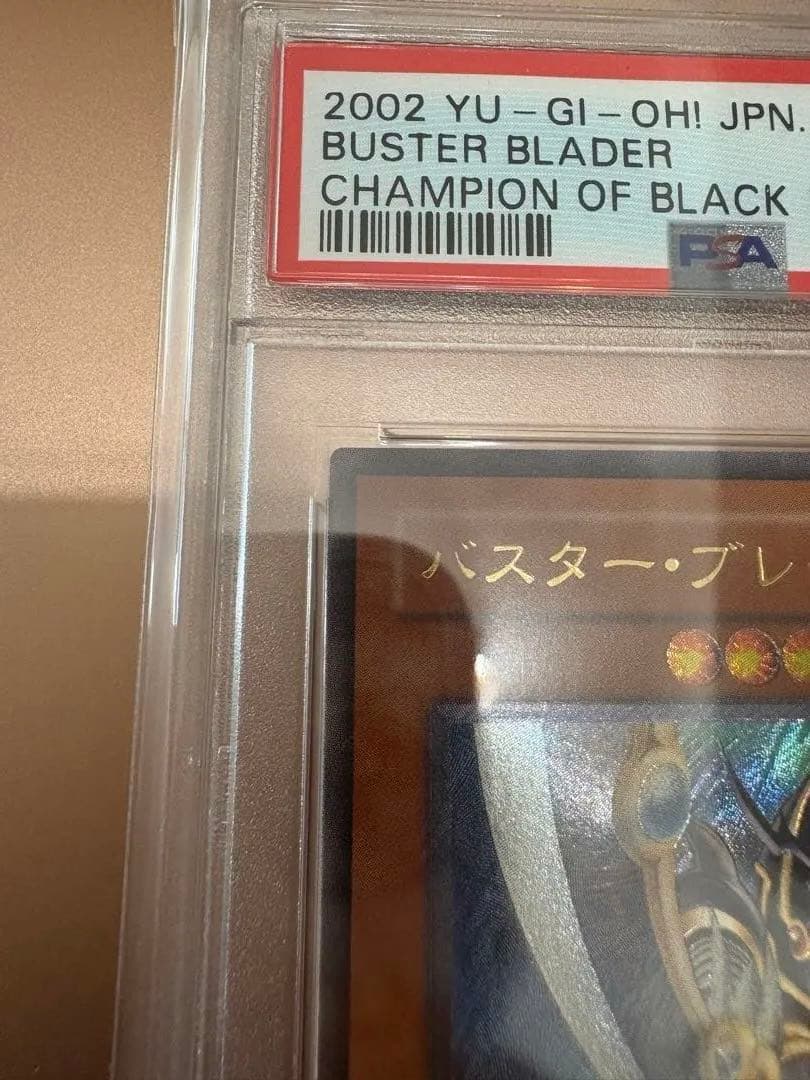 2002 YU-GI-OH! JPN.
BUSTER BLADER
CHAMPION OF BLACK
PSA
バスター・ブレ